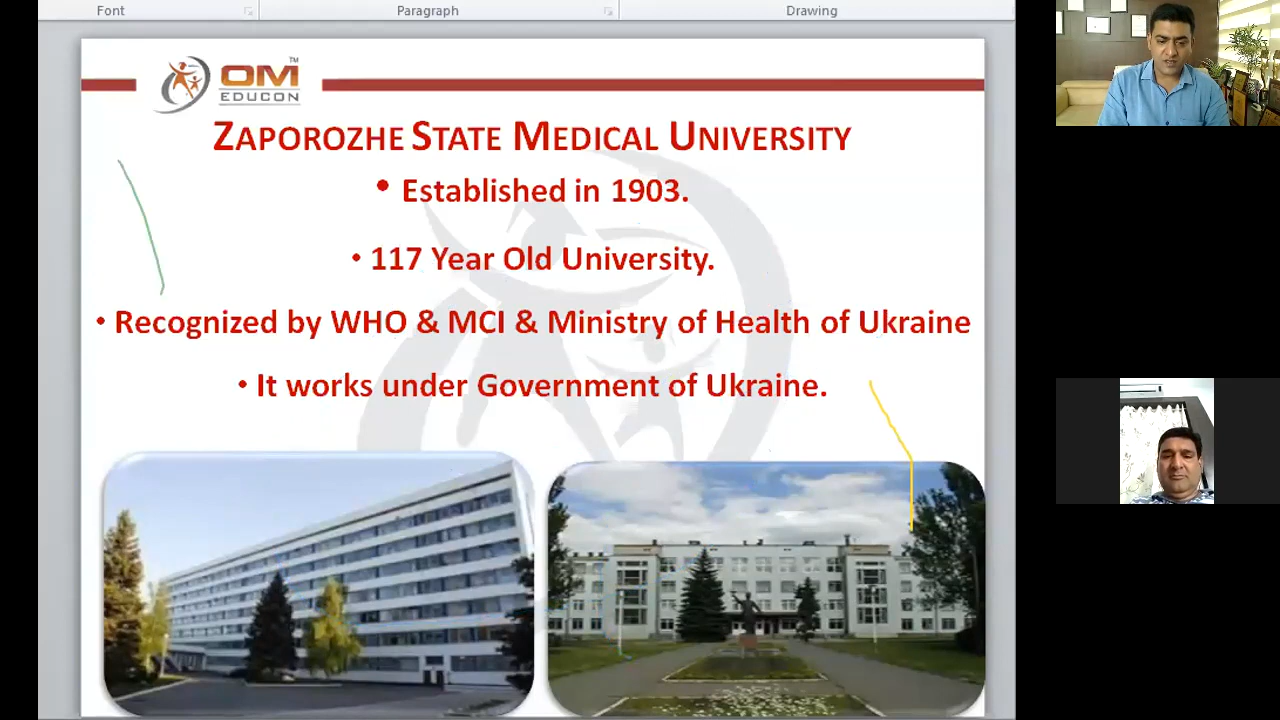 Font Paragraph Drawing
OM TM
EDUCON
ZAPOROZHE STATE MEDICAL UNIVERSITY
• Established in 1903.
• 117 Year Old University.
• Recognized by WHO & MCI & Ministry of Health of Ukraine
• It works under Government of Ukraine.